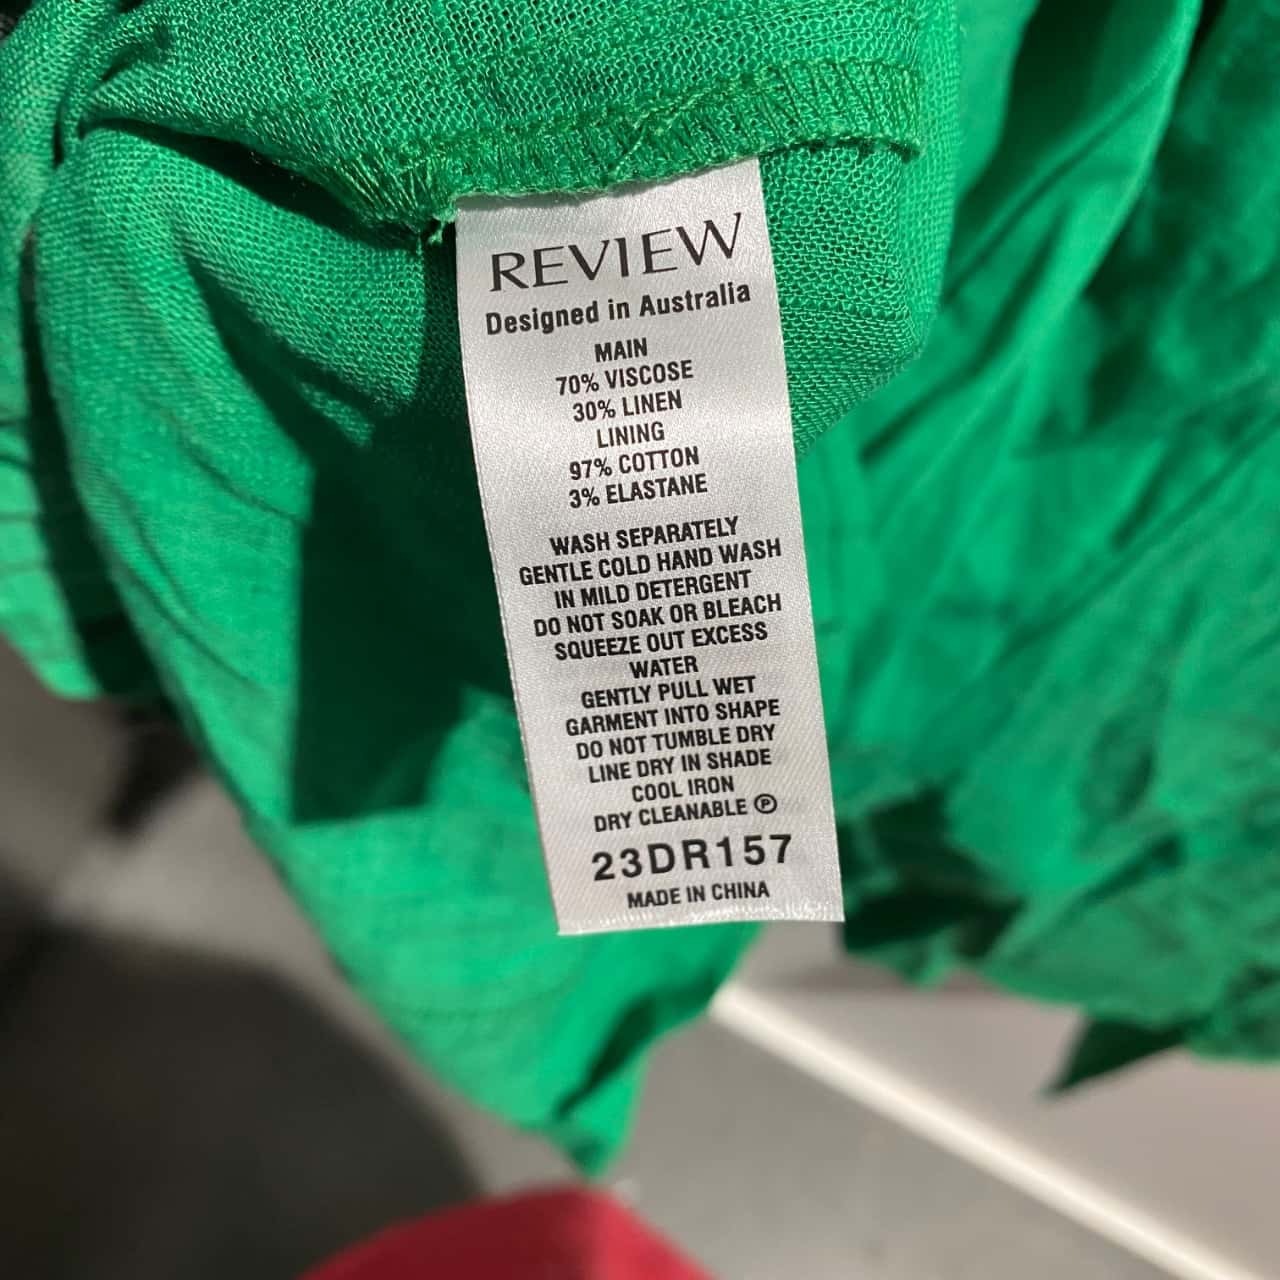 REVIEW
Designed in Australia
MAIN
70% VISCOSE
30% LINEN
LINING
97% COTTON
3% ELASTANE
WASH SEPARATELY
GENTLE COLD HAND WASH
IN MILD DETERGENT
DO NOT SOAK OR BLEACH
SQUEEZE OUT EXCESS
WATER
GENTLY PULL WET
GARMENT INTO SHAPE
DO NOT TUMBLE DRY
LINE DRY IN SHADE
COOL IRON
DRY CLEANABLE Ⓟ
23DR157
MADE IN CHINA